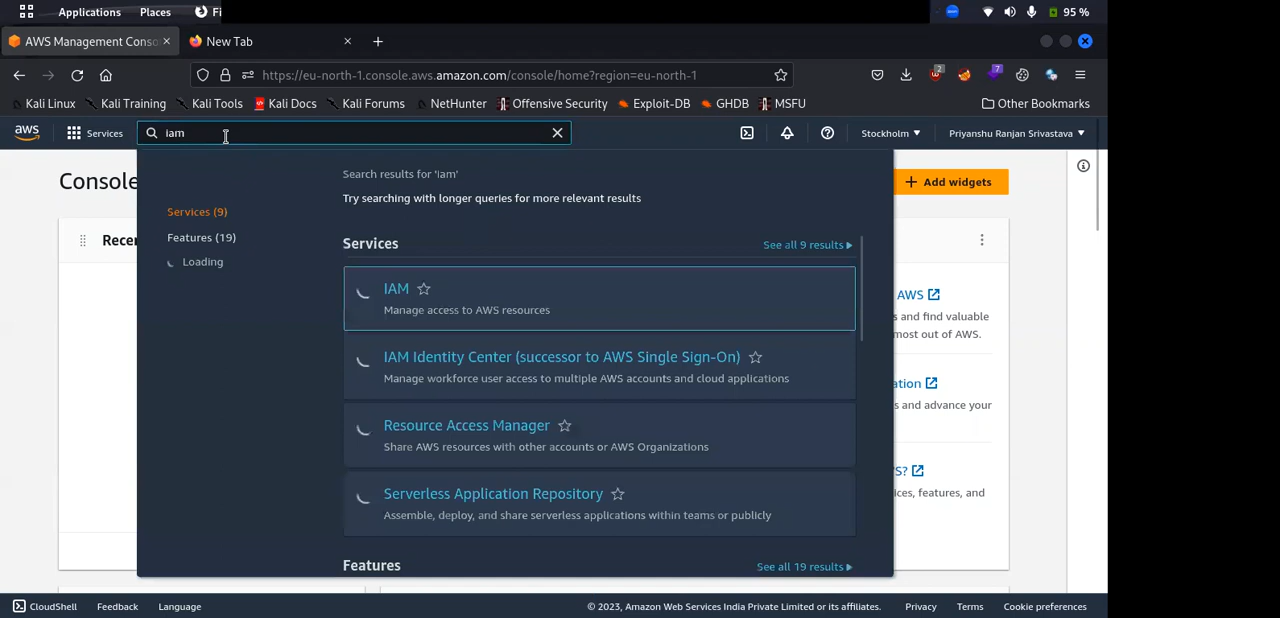 Applications Places Fi 95 %
AWS Management Conso New Tab
https://eu-north-1.console.aws.amazon.com/console/home?region=eu-north-1 2 7
Kali Linux Kali Training Kali Tools Kali Docs Kali Forums NetHunter Offensive Security Exploit-DB GHDB MSFU Other Bookmarks
aws Services iam Stockholm Priyanshu Ranjan Srivastava
Console
Add widgets
Search results for 'iam'
Try searching with longer queries for more relevant results
Services (9)
Features (19)
Loading
Recen
Services See all 9 results
IAM
Manage access to AWS resources
IAM Identity Center (successor to AWS Single Sign-On)
Manage workforce user access to multiple AWS accounts and cloud applications
Resource Access Manager
Share AWS resources with other accounts or AWS Organizations
Serverless Application Repository
Assemble, deploy, and share serverless applications within teams or publicly
Features See all 19 results
AWS
s and find valuable
most out of AWS.
ation
s and advance your
S?
ices, features, and
CloudShell Feedback Language © 2023, Amazon Web Services India Private Limited or its affiliates. Privacy Terms Cookie preferences